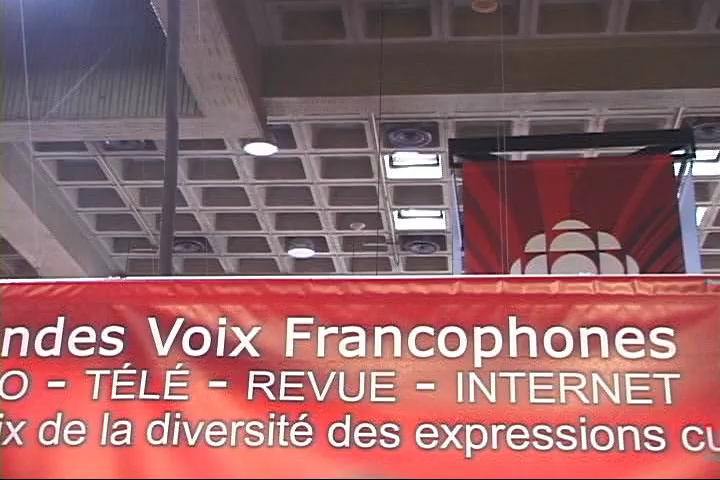 ndes Voix Francophones
O - TÉLÉ - REVUE - INTERNET
ix de la diversité des expressions cu